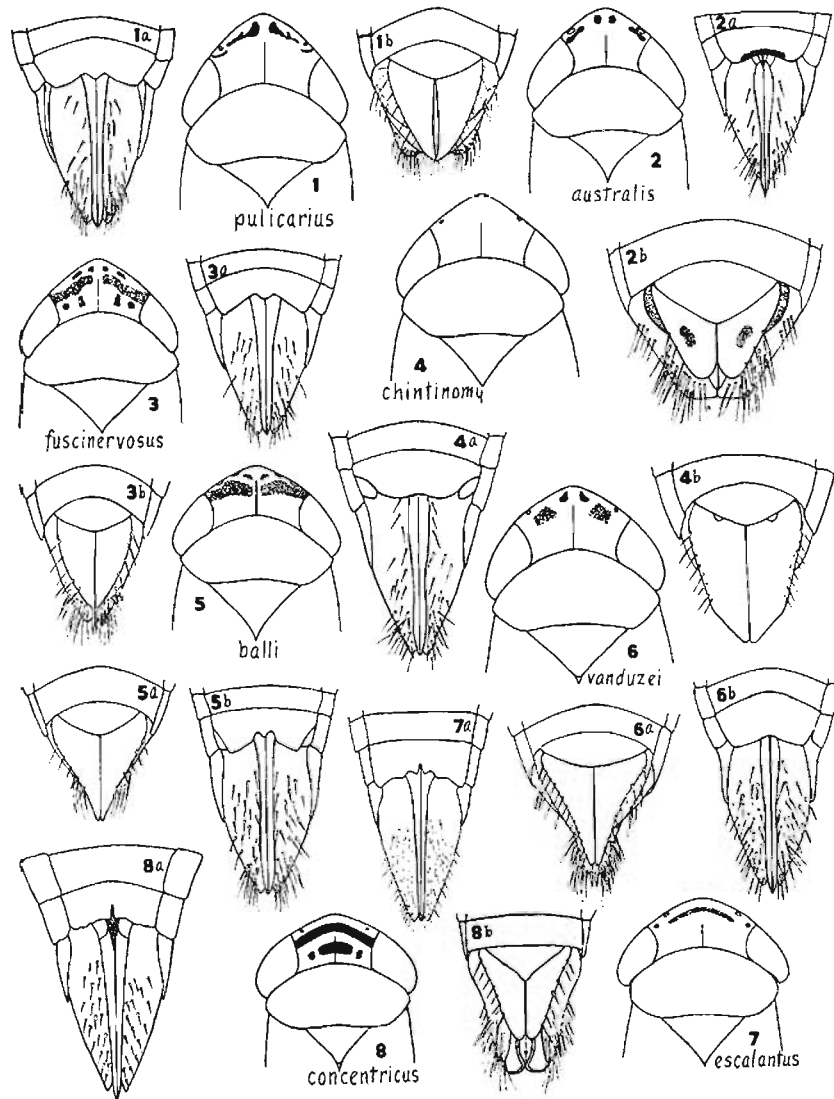 1a
1
pulicarius
1b
2
australis
2a
3
fuscinervosus
3a
4
chintinomy
2b
3b
5
balli
4a
6
vanduzei
4b
5a
5b
7a
6a
6b
8a
8
concentricus
8b
7
escalantus